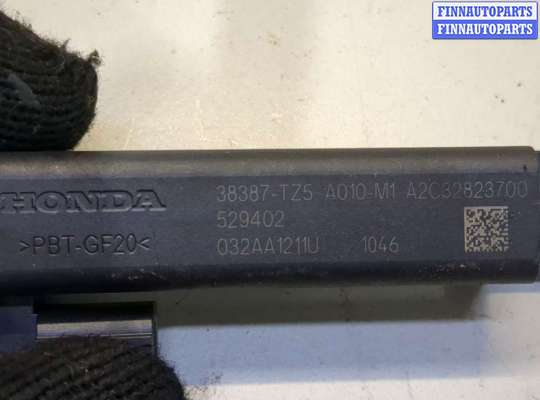 FINNAUTOPARTS
FINNAUTOPARTS
HONDA
38387-TZ5 A010-M1 A2C32823700
529402
>PBT-GF20<
032AA1211U 1046